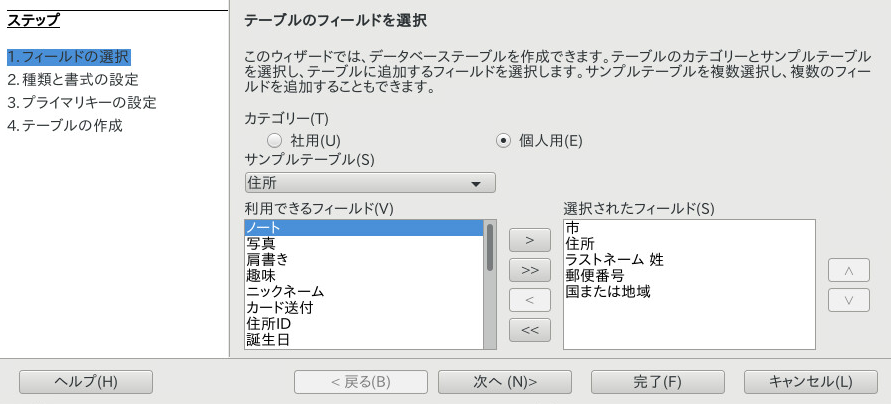 ステップ
1.フィールドの選択
2.種類と書式の設定
3.プライマリキーの設定
4.テーブルの作成
テーブルのフィールドを選択
このウィザードでは、データベーステーブルを作成できます。テーブルのカテゴリーとサンプルテーブル
を選択し、テーブルに追加するフィールドを選択します。サンプルテーブルを複数選択し、複数のフィー
ルドを追加することもできます。
カテゴリー(T)
社用(U)
個人用(E)
サンプルテーブル(S)
住所
利用できるフィールド(V)
ノート
写真
肩書き
趣味
ニックネーム
カード送付
住所ID
誕生日
>
>>
<
<<
選択されたフィールド(S)
市
住所
ラストネーム 姓
郵便番号
国または地域
ヘルプ(H)
< 戻る(B)
次へ (N)>
完了(F)
キャンセル(L)